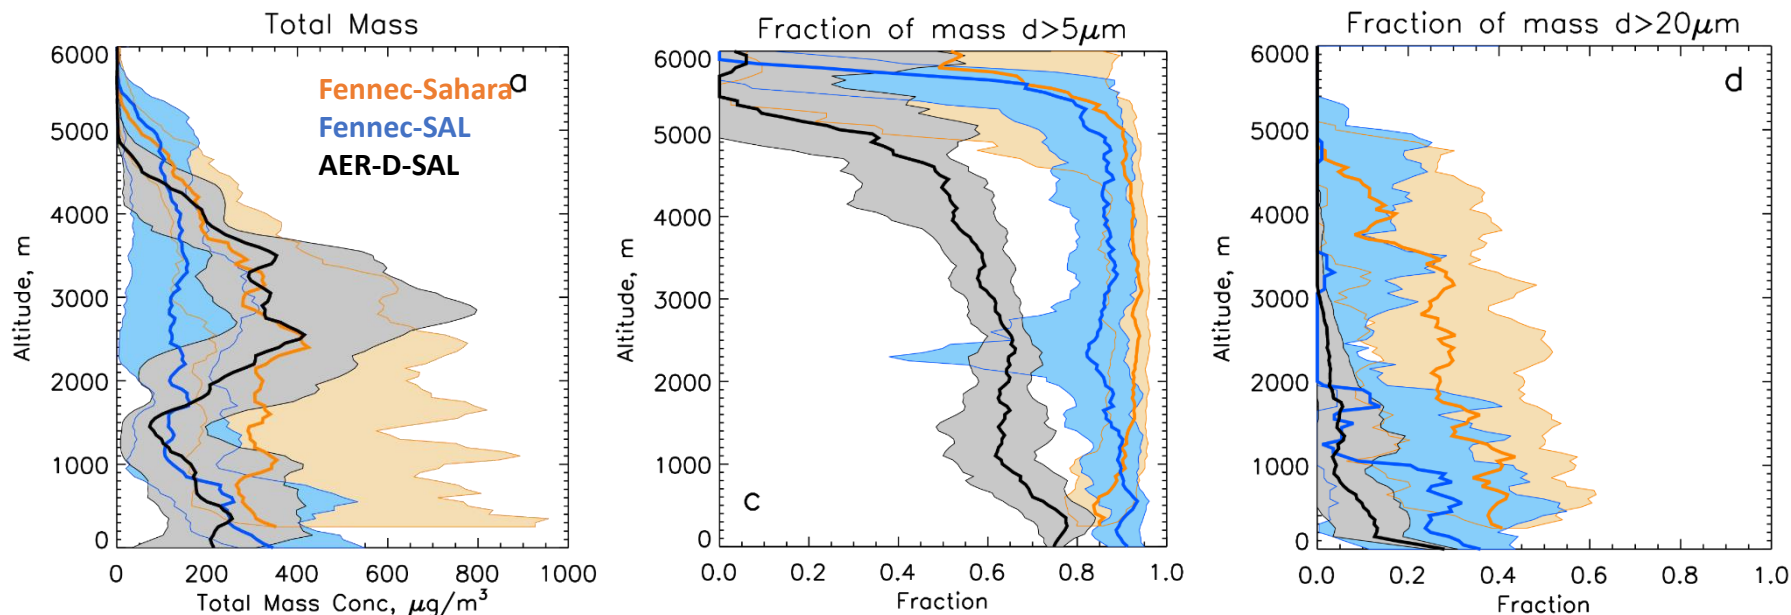 Total Mass
6000
5000
4000
3000
2000
1000
0
Altitude, m
Fennec-Sahara
Fennec-SAL
AER-D-SAL
a
0 200 400 600 800 1000
Total Mass Conc, μg/m³
Fraction of mass d>5μm
6000
5000
4000
3000
2000
1000
0
Altitude, m
c
0.0 0.2 0.4 0.6 0.8 1.0
Fraction
Fraction of mass d>20μm
6000
5000
4000
3000
2000
1000
0
Altitude, m
d
0.0 0.2 0.4 0.6 0.8 1.0
Fraction